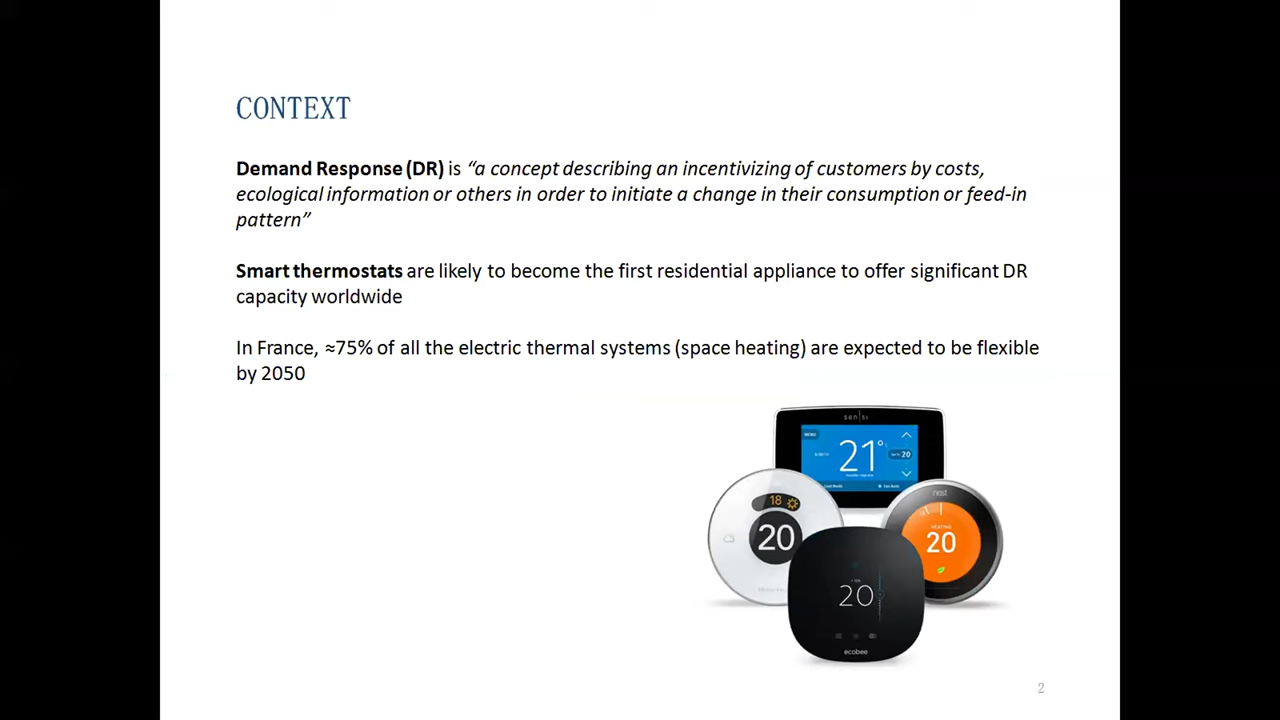 CONTEXT
Demand Response (DR) is “a concept describing an incentivizing of customers by costs,
ecological information or others in order to initiate a change in their consumption or feed-in
pattern”
Smart thermostats are likely to become the first residential appliance to offer significant DR
capacity worldwide
In France, ≈75% of all the electric thermal systems (space heating) are expected to be flexible
by 2050
sensi
MENU
21°
20
18
20
nest
HEATING
20
20
ecobee
2